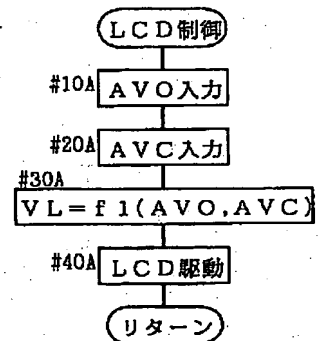 LCD制御
#10A AVO入力
#20A AVC入力
#30A
VL=f1(AVO,AVC)
#40A LCD駆動
リターン